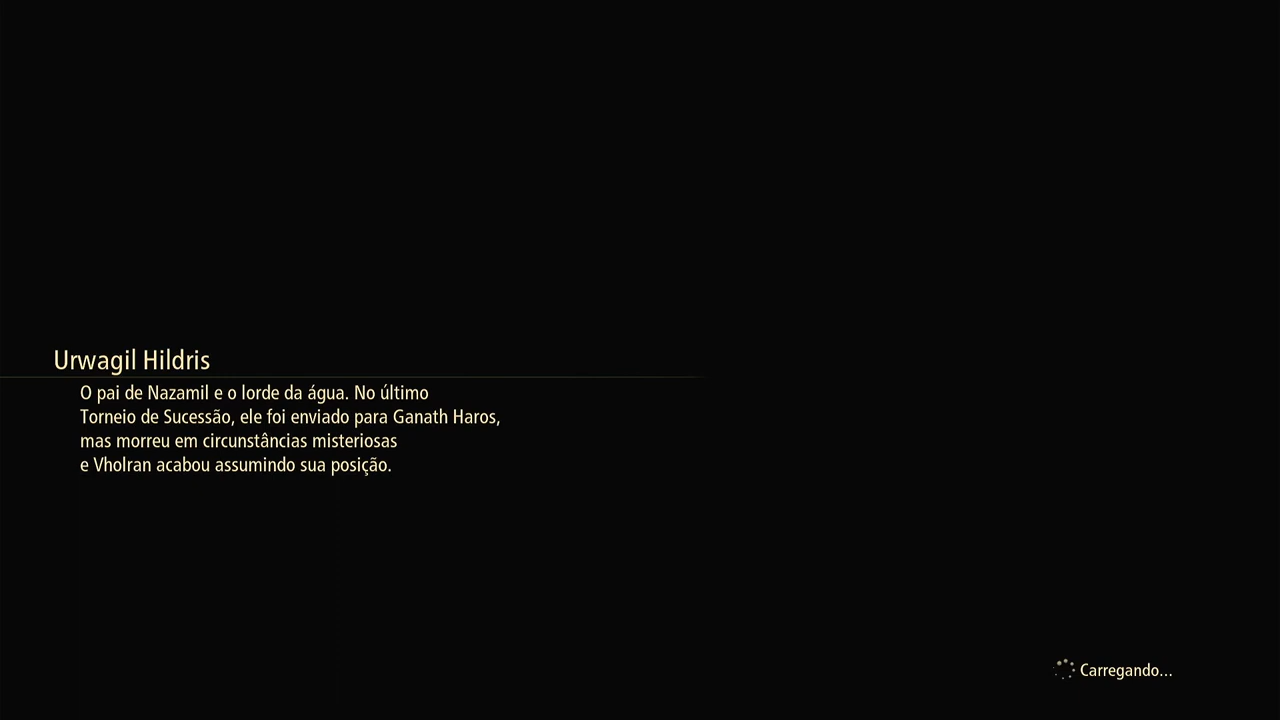 Urwagil Hildris
O pai de Nazamil e o lorde da água. No último
Torneio de Sucessão, ele foi enviado para Ganath Haros,
mas morreu em circunstâncias misteriosas
e Vholran acabou assumindo sua posição.
Carregando...